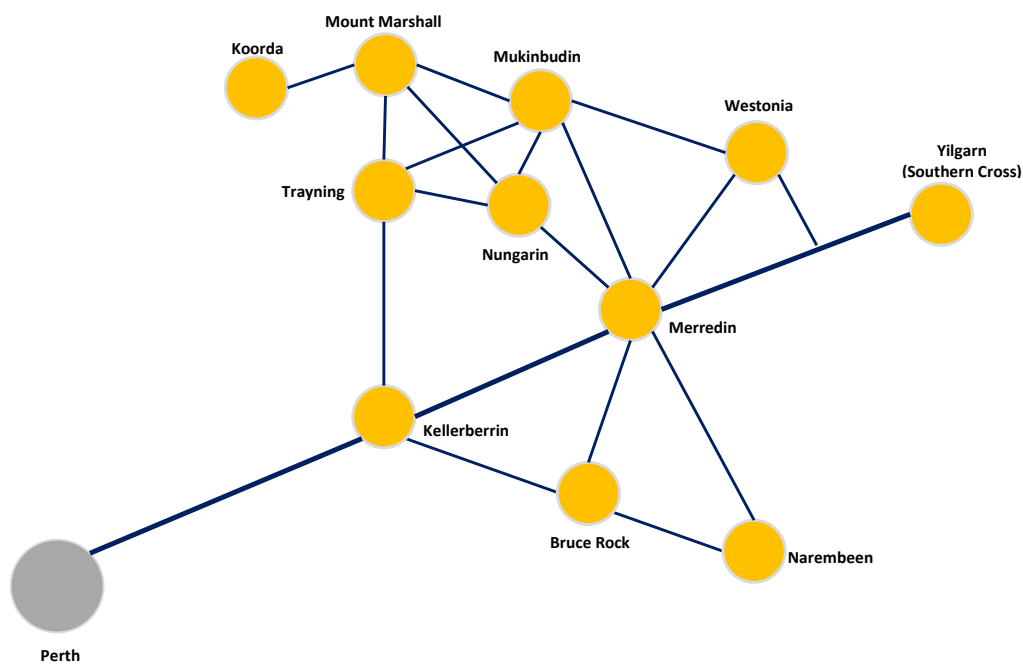 Mount Marshall
Koorda
Mukinbudin
Westonia
Yilgarn
(Southern Cross)
Trayning
Nungarin
Merredin
Kellerberrin
Bruce Rock
Narembeen
Perth